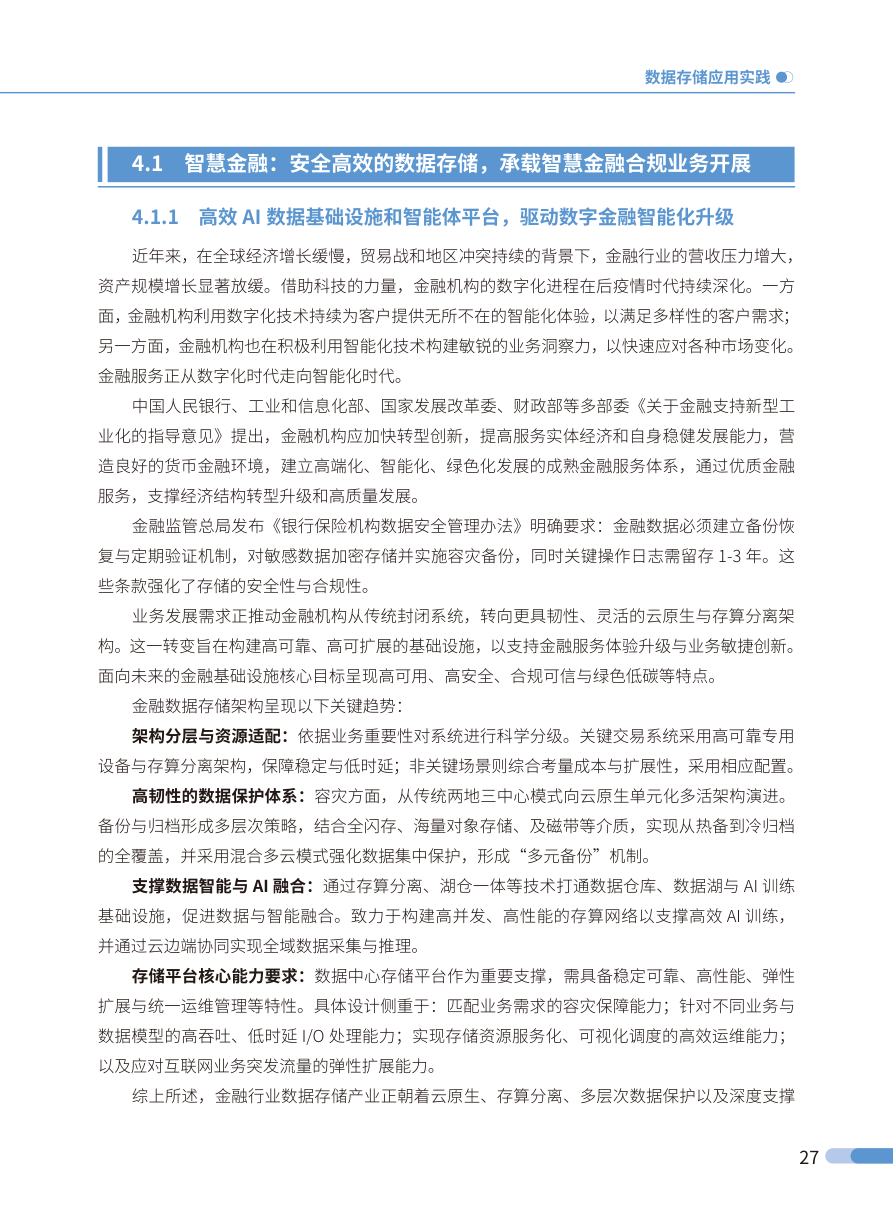 数据存储应用实践
4.1 智慧金融：安全高效的数据存储，承载智慧金融合规业务开展
4.1.1 高效 AI 数据基础设施和智能体平台，驱动数字金融智能化升级
近年来，在全球经济增长缓慢，贸易战和地区冲突持续的背景下，金融行业的营收压力增大，
资产规模增长显著放缓。借助科技的力量，金融机构的数字化进程在后疫情时代持续深化。一方
面，金融机构利用数字化技术持续为客户提供无所不在的智能化体验，以满足多样性的客户需求；
另一方面，金融机构也在积极利用智能化技术构建敏锐的业务洞察力，以快速应对各种市场变化。
金融服务正从数字化时代走向智能化时代。
中国人民银行、工业和信息化部、国家发展改革委、财政部等多部委《关于金融支持新型工
业化的指导意见》提出，金融机构应加快转型创新，提高服务实体经济和自身稳健发展能力，营
造良好的货币金融环境，建立高端化、智能化、绿色化发展的成熟金融服务体系，通过优质金融
服务，支撑经济结构转型升级和高质量发展。
金融监管总局发布《银行保险机构数据安全管理办法》明确要求：金融数据必须建立备份恢
复与定期验证机制，对敏感数据加密存储并实施容灾备份，同时关键操作日志需留存 1-3 年。这
些条款强化了存储的安全性与合规性。
业务发展需求正推动金融机构从传统封闭系统，转向更具韧性、灵活的云原生与存算分离架
构。这一转变旨在构建高可靠、高可扩展的基础设施，以支持金融服务体验升级与业务敏捷创新。
面向未来的金融基础设施核心目标呈现高可用、高安全、合规可信与绿色低碳等特点。
金融数据存储架构呈现以下关键趋势：
架构分层与资源适配：依据业务重要性对系统进行科学分级。关键交易系统采用高可靠专用
设备与存算分离架构，保障稳定与低时延；非关键场景则综合考量成本与扩展性，采用相应配置。
高韧性的数据保护体系：容灾方面，从传统两地三中心模式向云原生单元化多活架构演进。
备份与归档形成多层次策略，结合全闪存、海量对象存储、及磁带等介质，实现从热备到冷归档
的全覆盖，并采用混合多云模式强化数据集中保护，形成“多元备份”机制。
支撑数据智能与 AI 融合：通过存算分离、湖仓一体等技术打通数据仓库、数据湖与 AI 训练
基础设施，促进数据与智能融合。致力于构建高并发、高性能的存算网络以支撑高效 AI 训练，
并通过云边端协同实现全域数据采集与推理。
存储平台核心能力要求：数据中心存储平台作为重要支撑，需具备稳定可靠、高性能、弹性
扩展与统一运维管理等特性。具体设计侧重于：匹配业务需求的容灾保障能力；针对不同业务与
数据模型的高吞吐、低时延 I/O 处理能力；实现存储资源服务化、可视化调度的高效运维能力；
以及应对互联网业务突发流量的弹性扩展能力。
综上所述，金融行业数据存储产业正朝着云原生、存算分离、多层次数据保护以及深度支撑
27